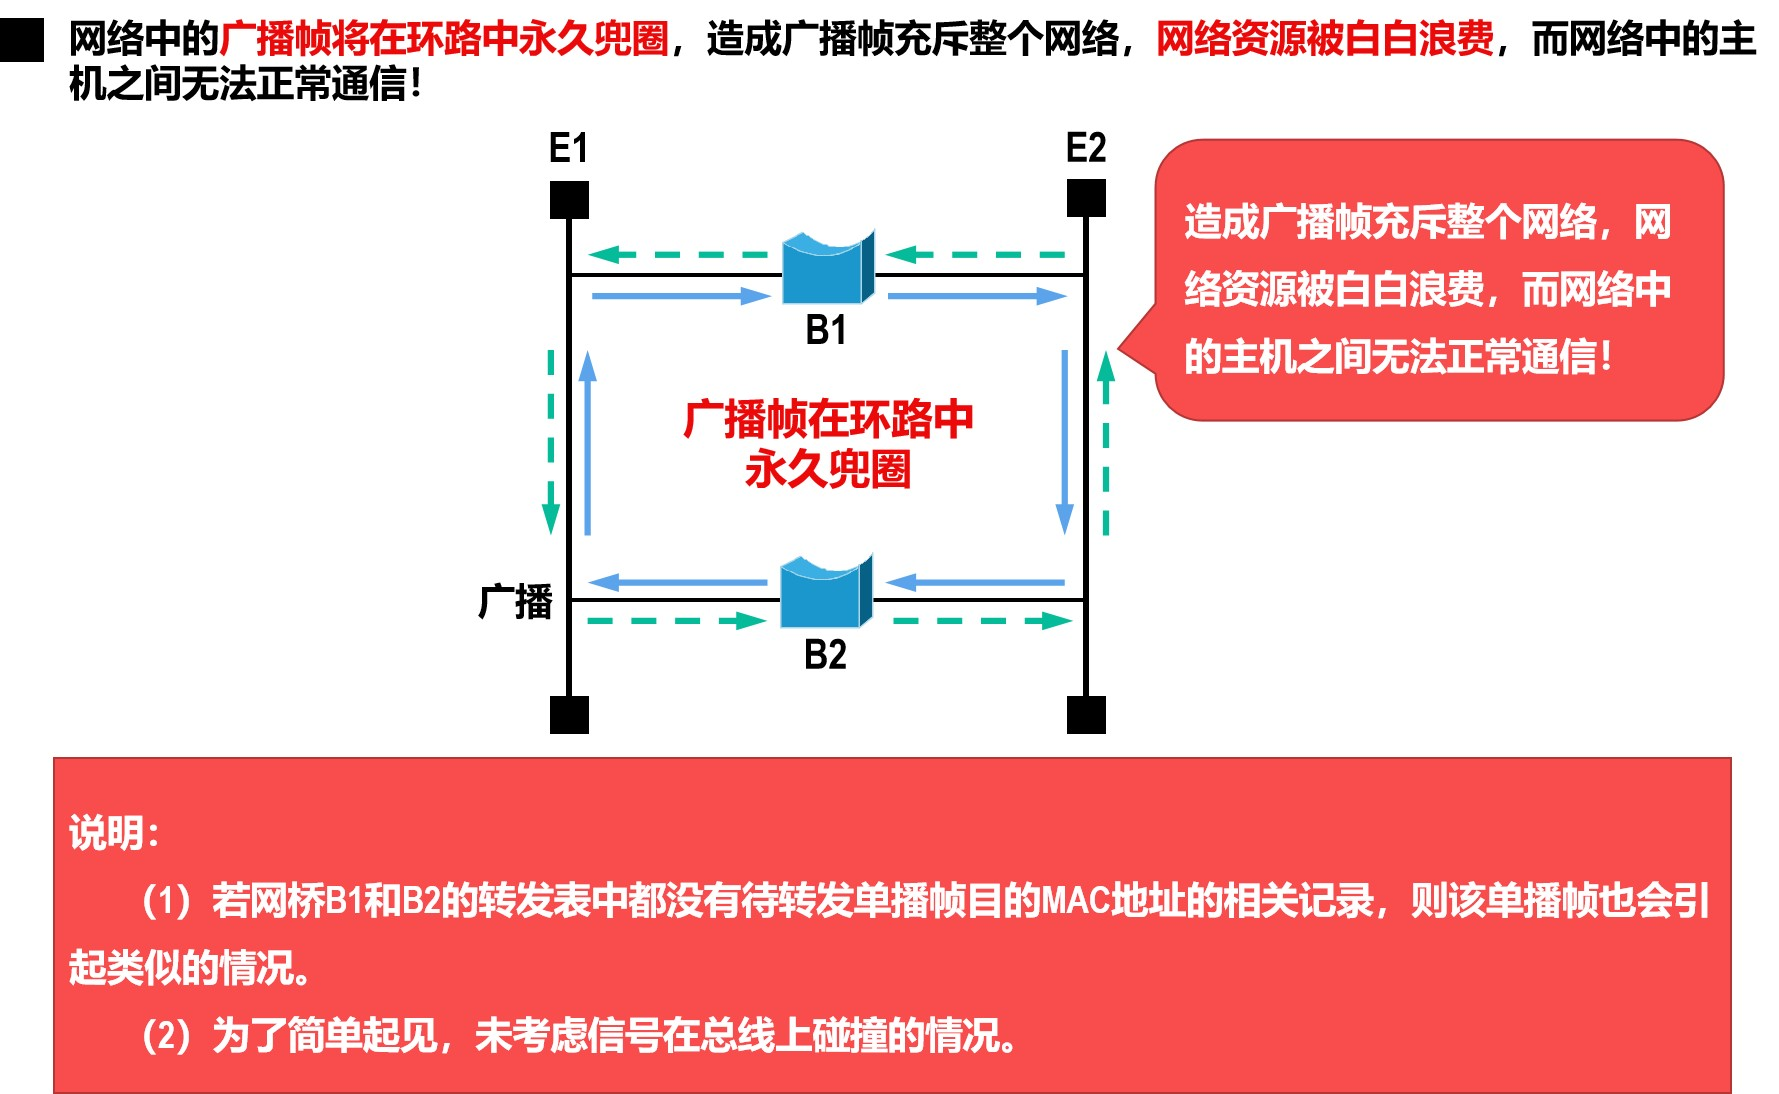 网络中的广播帧将在环路中永久兜圈，造成广播帧充斥整个网络，网络资源被白白浪费，而网络中的主
机之间无法正常通信！
E1
E2
造成广播帧充斥整个网络，网
络资源被白白浪费，而网络中
的主机之间无法正常通信！
B1
广播帧在环路中
永久兜圈
广播
B2
说明：
（1）若网桥B1和B2的转发表中都没有待转发单播帧目的MAC地址的相关记录，则该单播帧也会引
起类似的情况。
（2）为了简单起见，未考虑信号在总线上碰撞的情况。